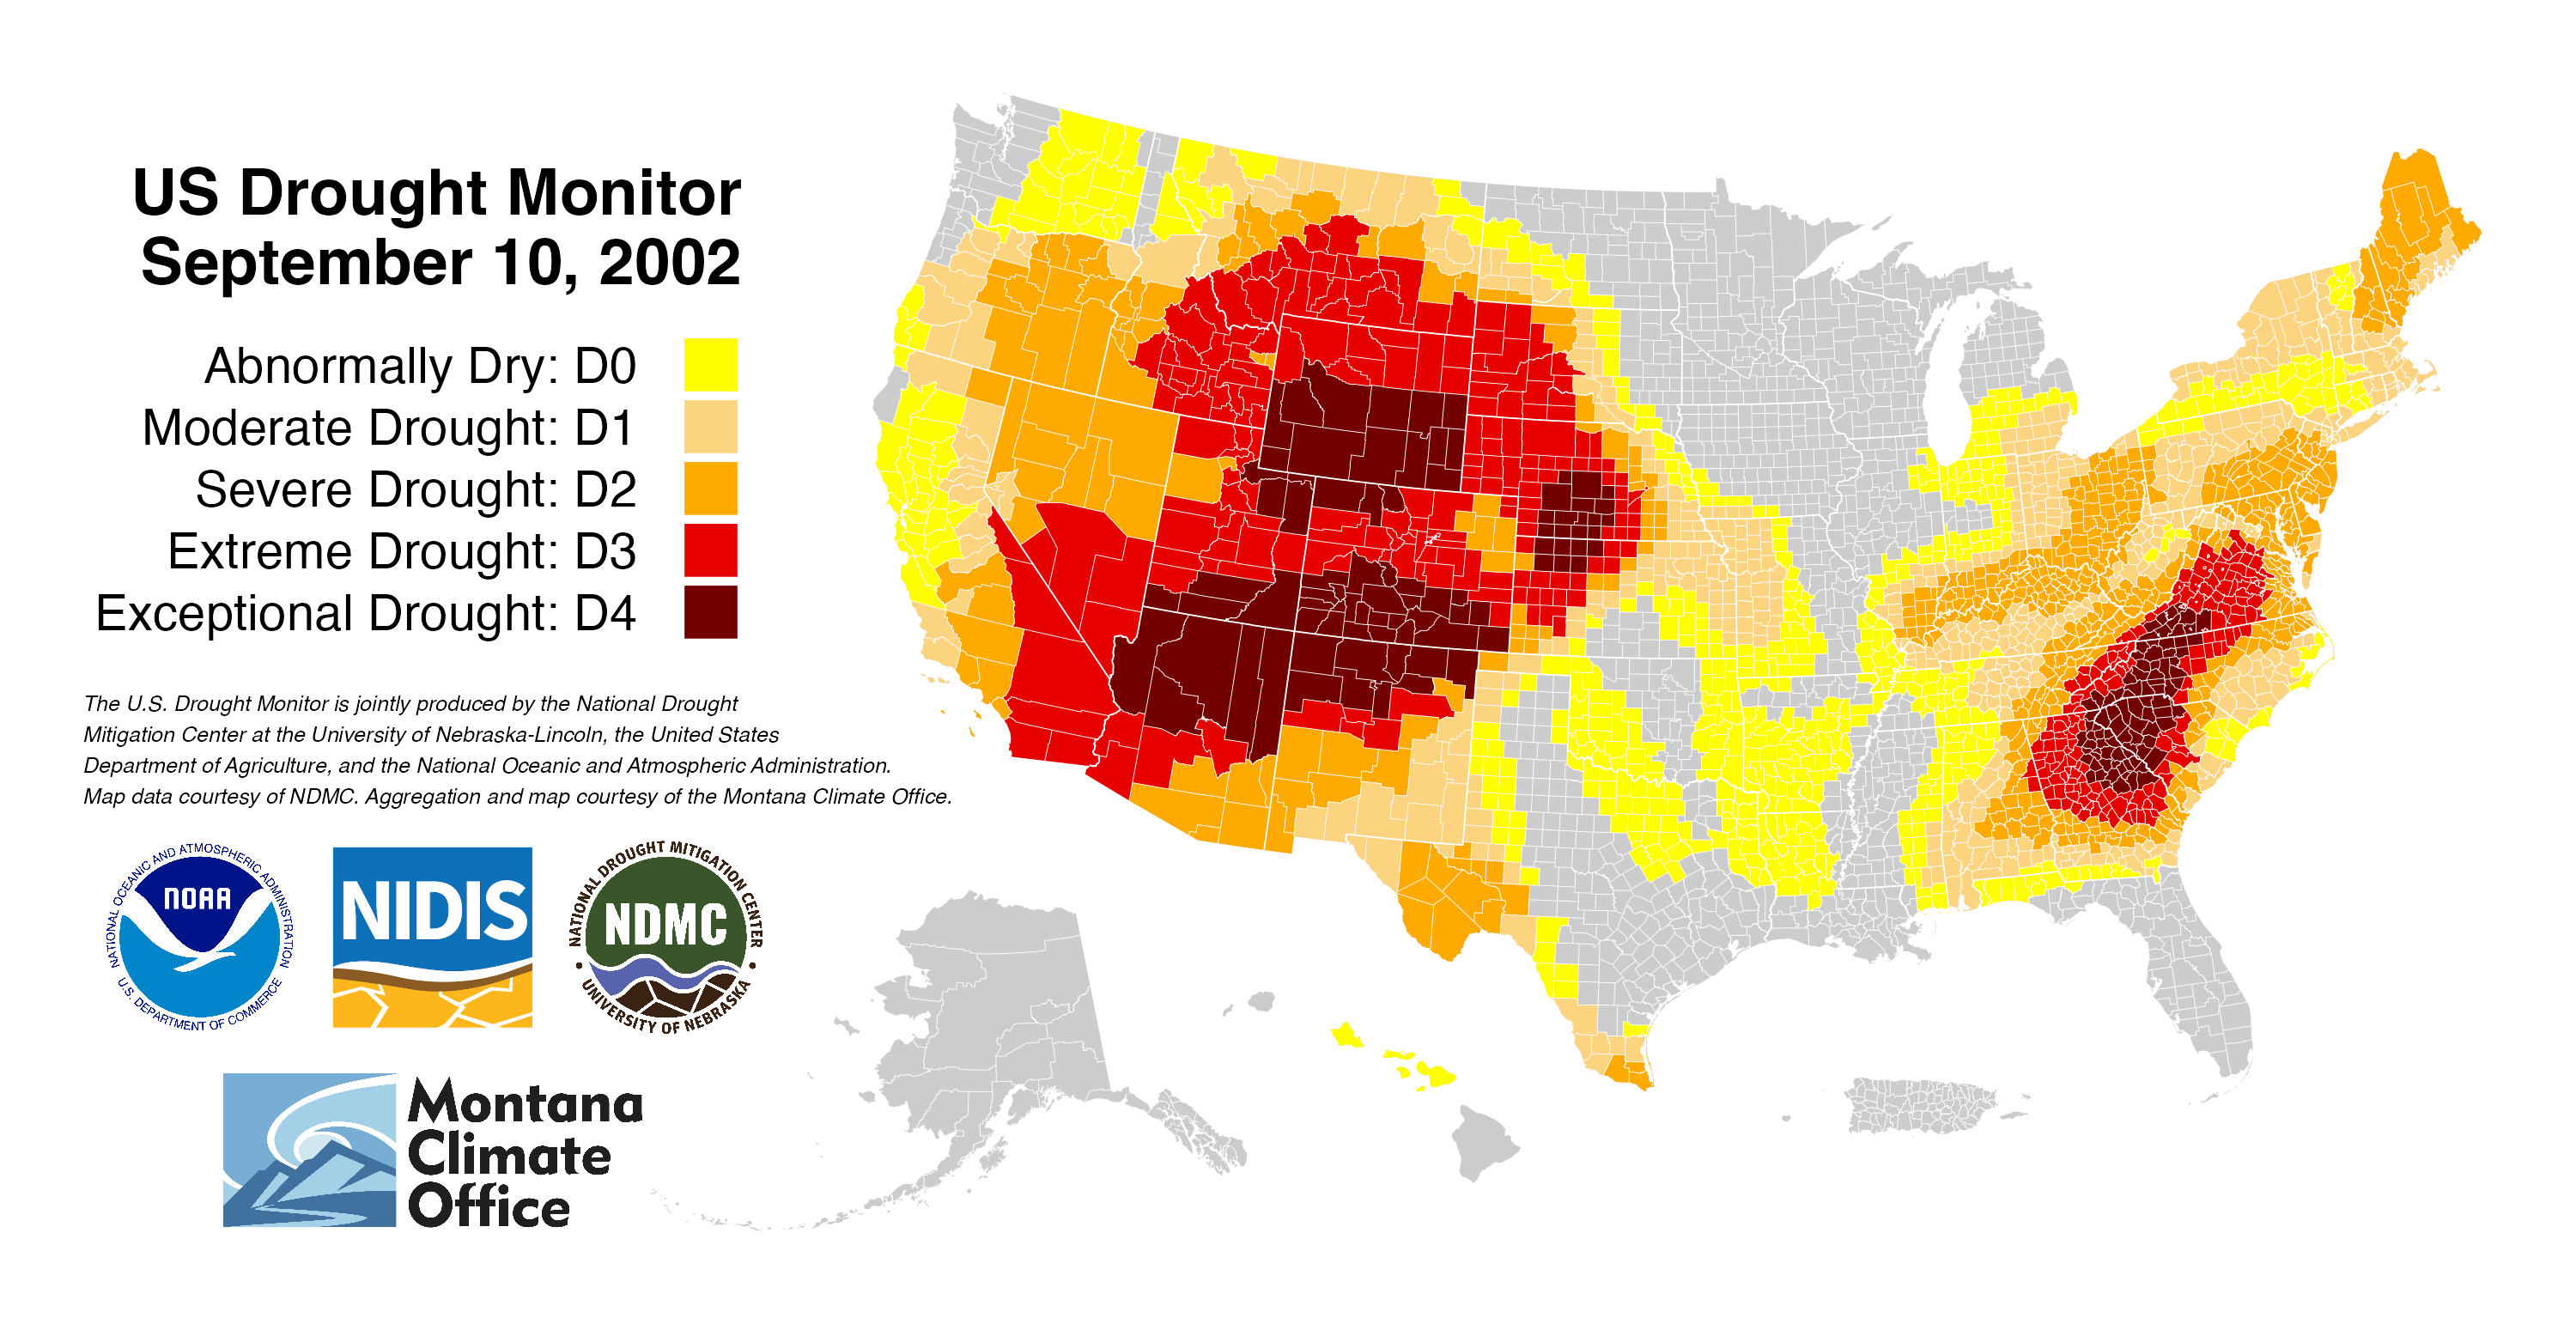 US Drought Monitor
September 10, 2002
Abnormally Dry: D0
Moderate Drought: D1
Severe Drought: D2
Extreme Drought: D3
Exceptional Drought: D4
The U.S. Drought Monitor is jointly produced by the National Drought
Mitigation Center at the University of Nebraska-Lincoln, the United States
Department of Agriculture, and the National Oceanic and Atmospheric Administration.
Map data courtesy of NDMC. Aggregation and map courtesy of the Montana Climate Office.
NATIONAL OCEANIC AND ATMOSPHERIC ADMINISTRATION
NOAA
U.S. DEPARTMENT OF COMMERCE
NIDIS
NATIONAL DROUGHT MITIGATION CENTER
NDMC
UNIVERSITY OF NEBRASKA
Montana
Climate
Office